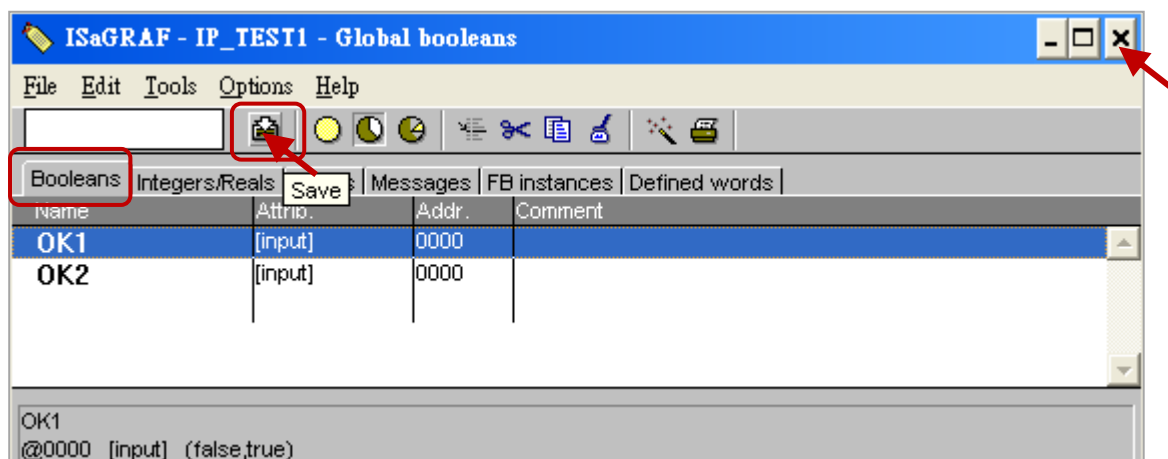 ISaGRAF - IP_TEST1 - Global booleans
File Edit Tools Options Help
Booleans Integers/Reals Messages FB instances Defined words
Save
Name Attrib. Addr. Comment
OK1 [input] 0000
OK2 [input] 0000
OK1
@0000 [input] (false,true)